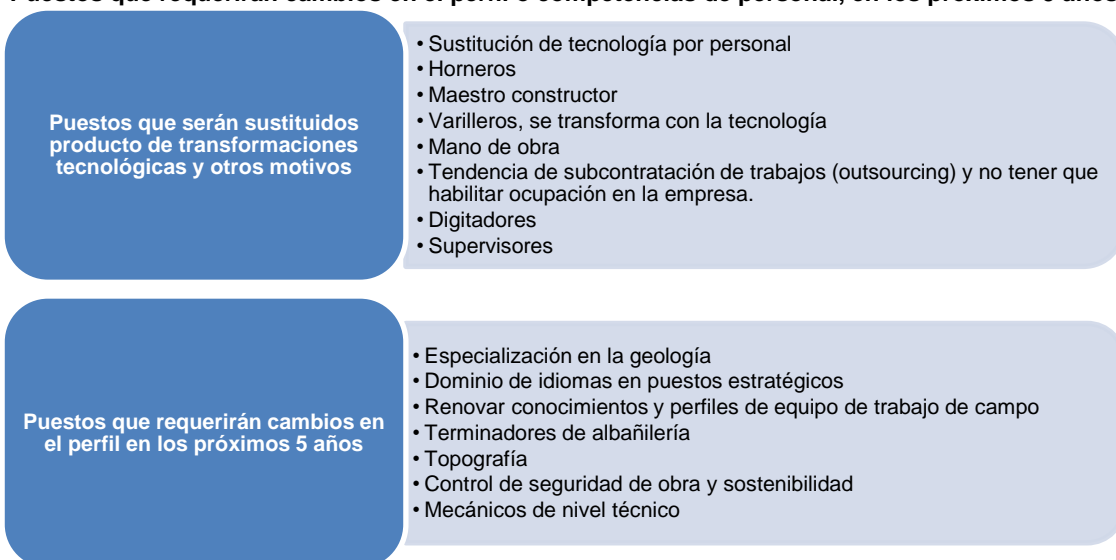 Puestos que requerirán cambios en el perfil o competencias de personal, en los próximos 5 años
Puestos que serán sustituidos
producto de transformaciones
tecnológicas y otros motivos
• Sustitución de tecnología por personal
• Horneros
• Maestro constructor
• Varilleros, se transforma con la tecnología
• Mano de obra
• Tendencia de subcontratación de trabajos (outsourcing) y no tener que
habilitar ocupación en la empresa.
• Digitadores
• Supervisores
Puestos que requerirán cambios en
el perfil en los próximos 5 años
• Especialización en la geología
• Dominio de idiomas en puestos estratégicos
• Renovar conocimientos y perfiles de equipo de trabajo de campo
• Terminadores de albañilería
• Topografía
• Control de seguridad de obra y sostenibilidad
• Mecánicos de nivel técnico